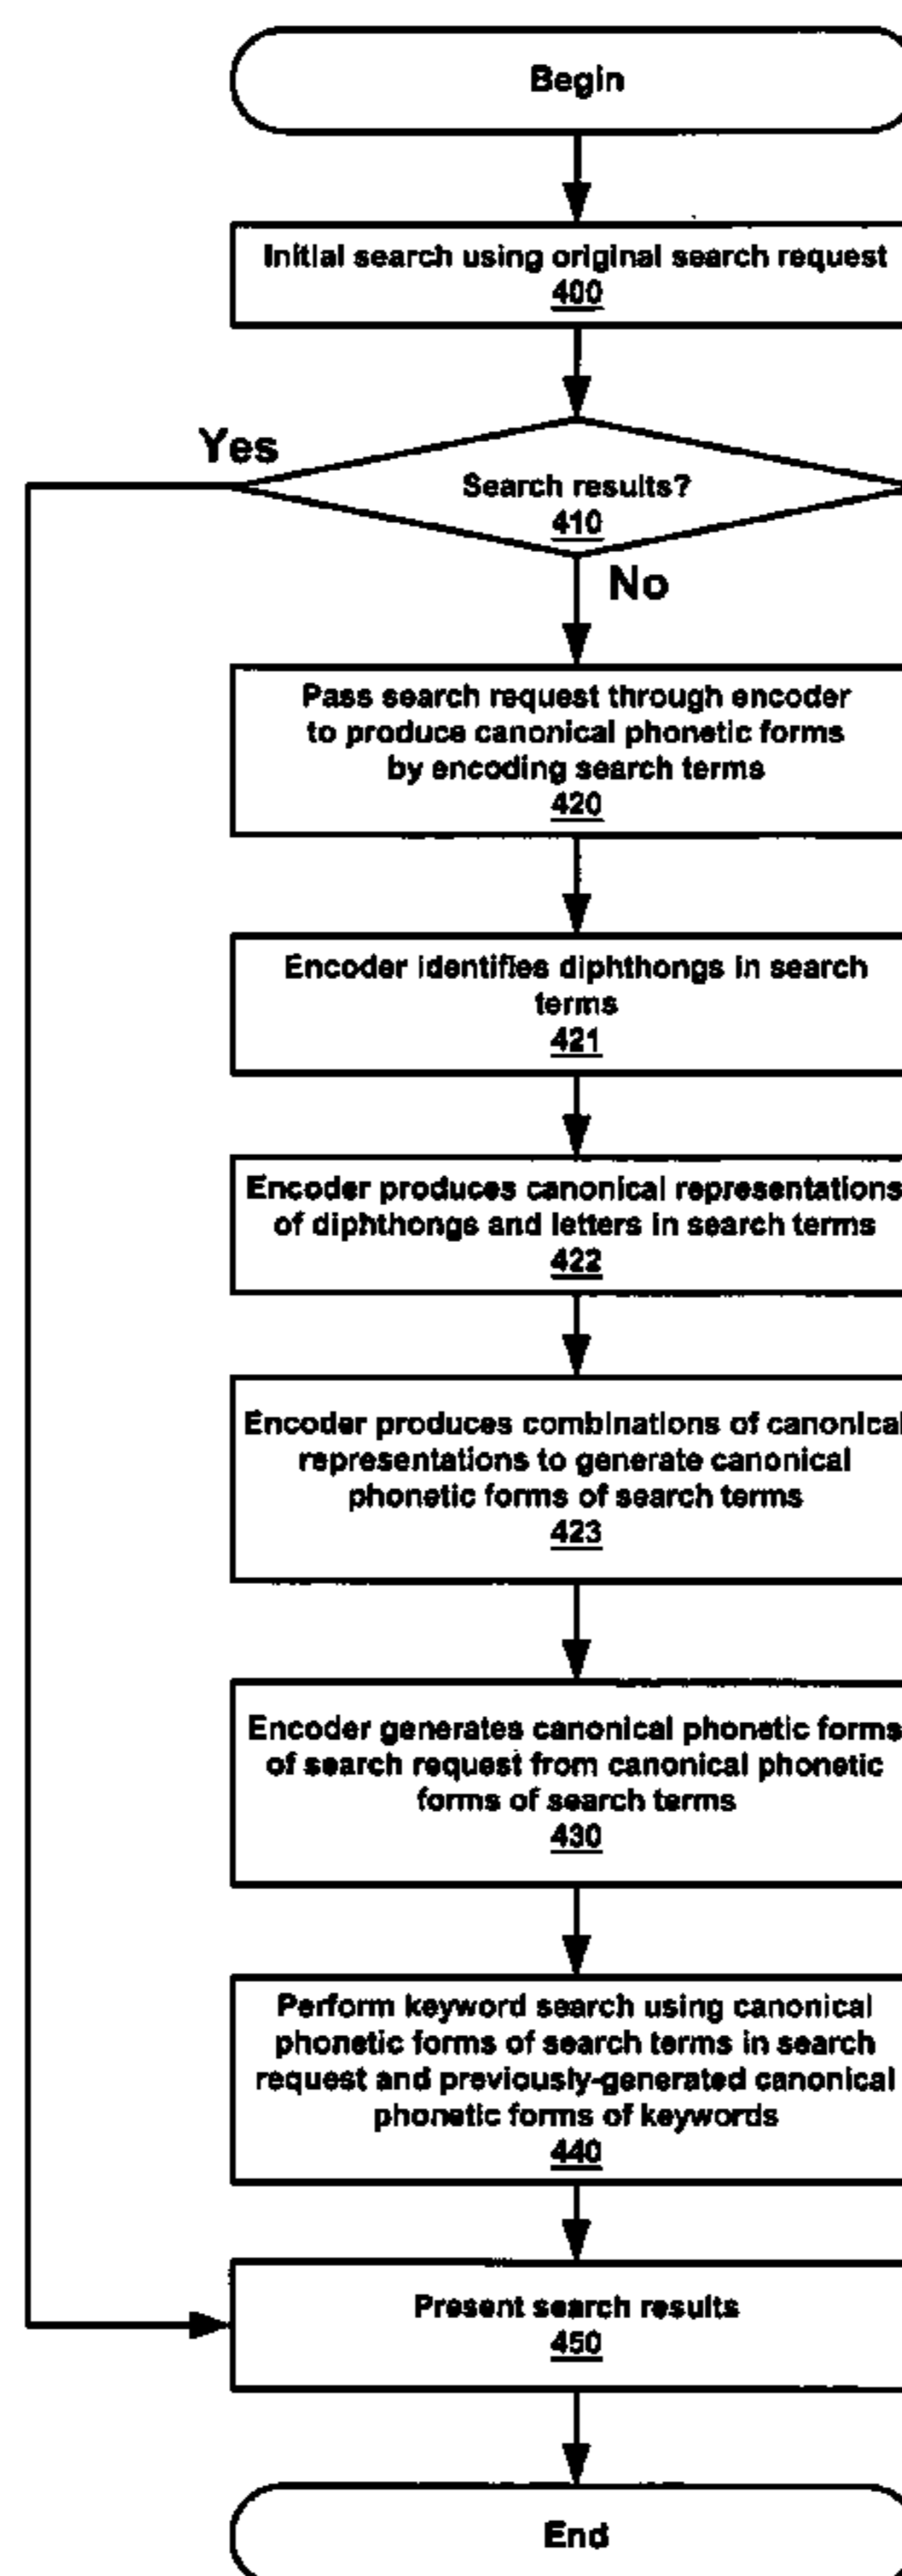 Begin
Initial search using original search request
400
Yes
Search results?
410
No
Pass search request through encoder
to produce canonical phonetic forms
by encoding search terms
420
Encoder identifies diphthongs in search
terms
421
Encoder produces canonical representations
of diphthongs and letters in search terms
422
Encoder produces combinations of canonical
representations to generate canonical
phonetic forms of search terms
423
Encoder generates canonical phonetic forms
of search request from canonical phonetic
forms of search terms
430
Perform keyword search using canonical
phonetic forms of search terms in search
request and previously-generated canonical
phonetic forms of keywords
440
Present search results
450
End